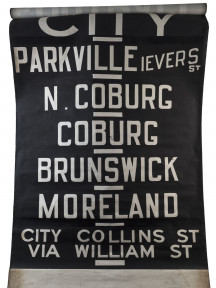 CITY
PARKVILLE IEVERS ST
N. COBURG
COBURG
BRUNSWICK
MORELAND
CITY COLLINS ST
VIA WILLIAM ST